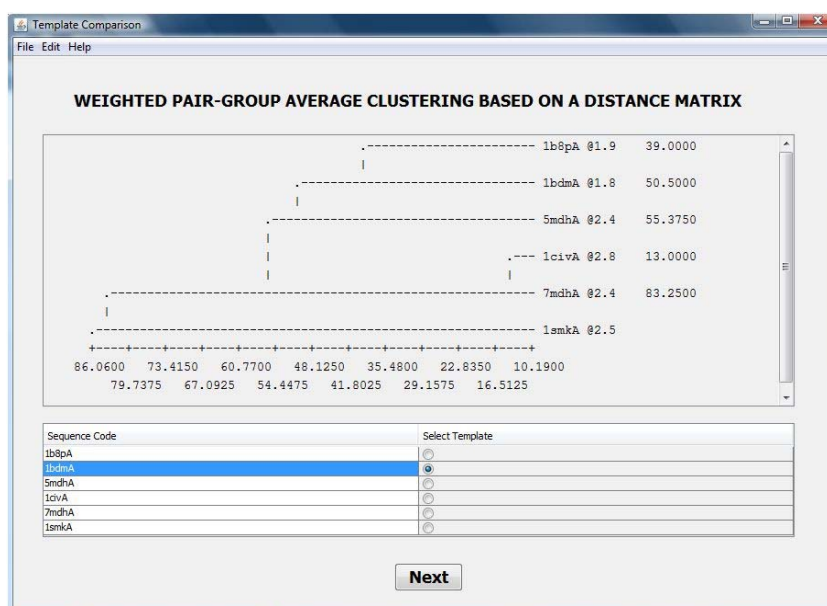 Template Comparison
File Edit Help
WEIGHTED PAIR-GROUP AVERAGE CLUSTERING BASED ON A DISTANCE MATRIX
.---------------------- 1b8pA @1.9 39.0000
|
.------------------------------- 1bdmA @1.8 50.5000
|
.----------------------------------- 5mdhA @2.4 55.3750
|
| .--- 1civA @2.8 13.0000
| |
.---------------------------------------------------------- 7mdhA @2.4 83.2500
|
.------------------------------------------------------------ 1smkA @2.5
+----+----+----+----+----+----+----+----+----+----+----+----+
86.0600 73.4150 60.7700 48.1250 35.4800 22.8350 10.1900
79.7375 67.0925 54.4475 41.8025 29.1575 16.5125
Sequence Code Select Template
1b8pA
1bdmA
5mdhA
1civA
7mdhA
1smkA
Next